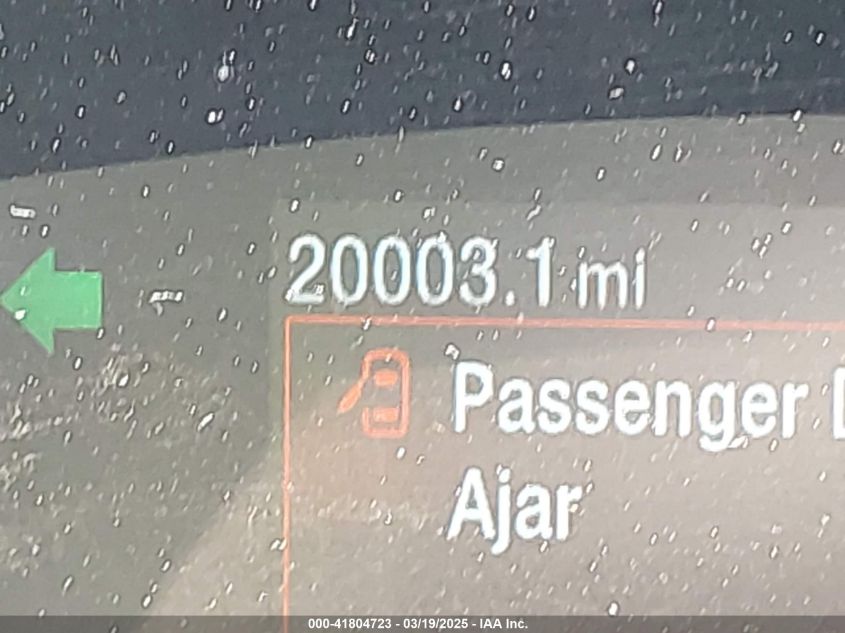 20003.1 mi
Passenger
Ajar
000-41804723 - 03/19/2025 - IAA Inc.